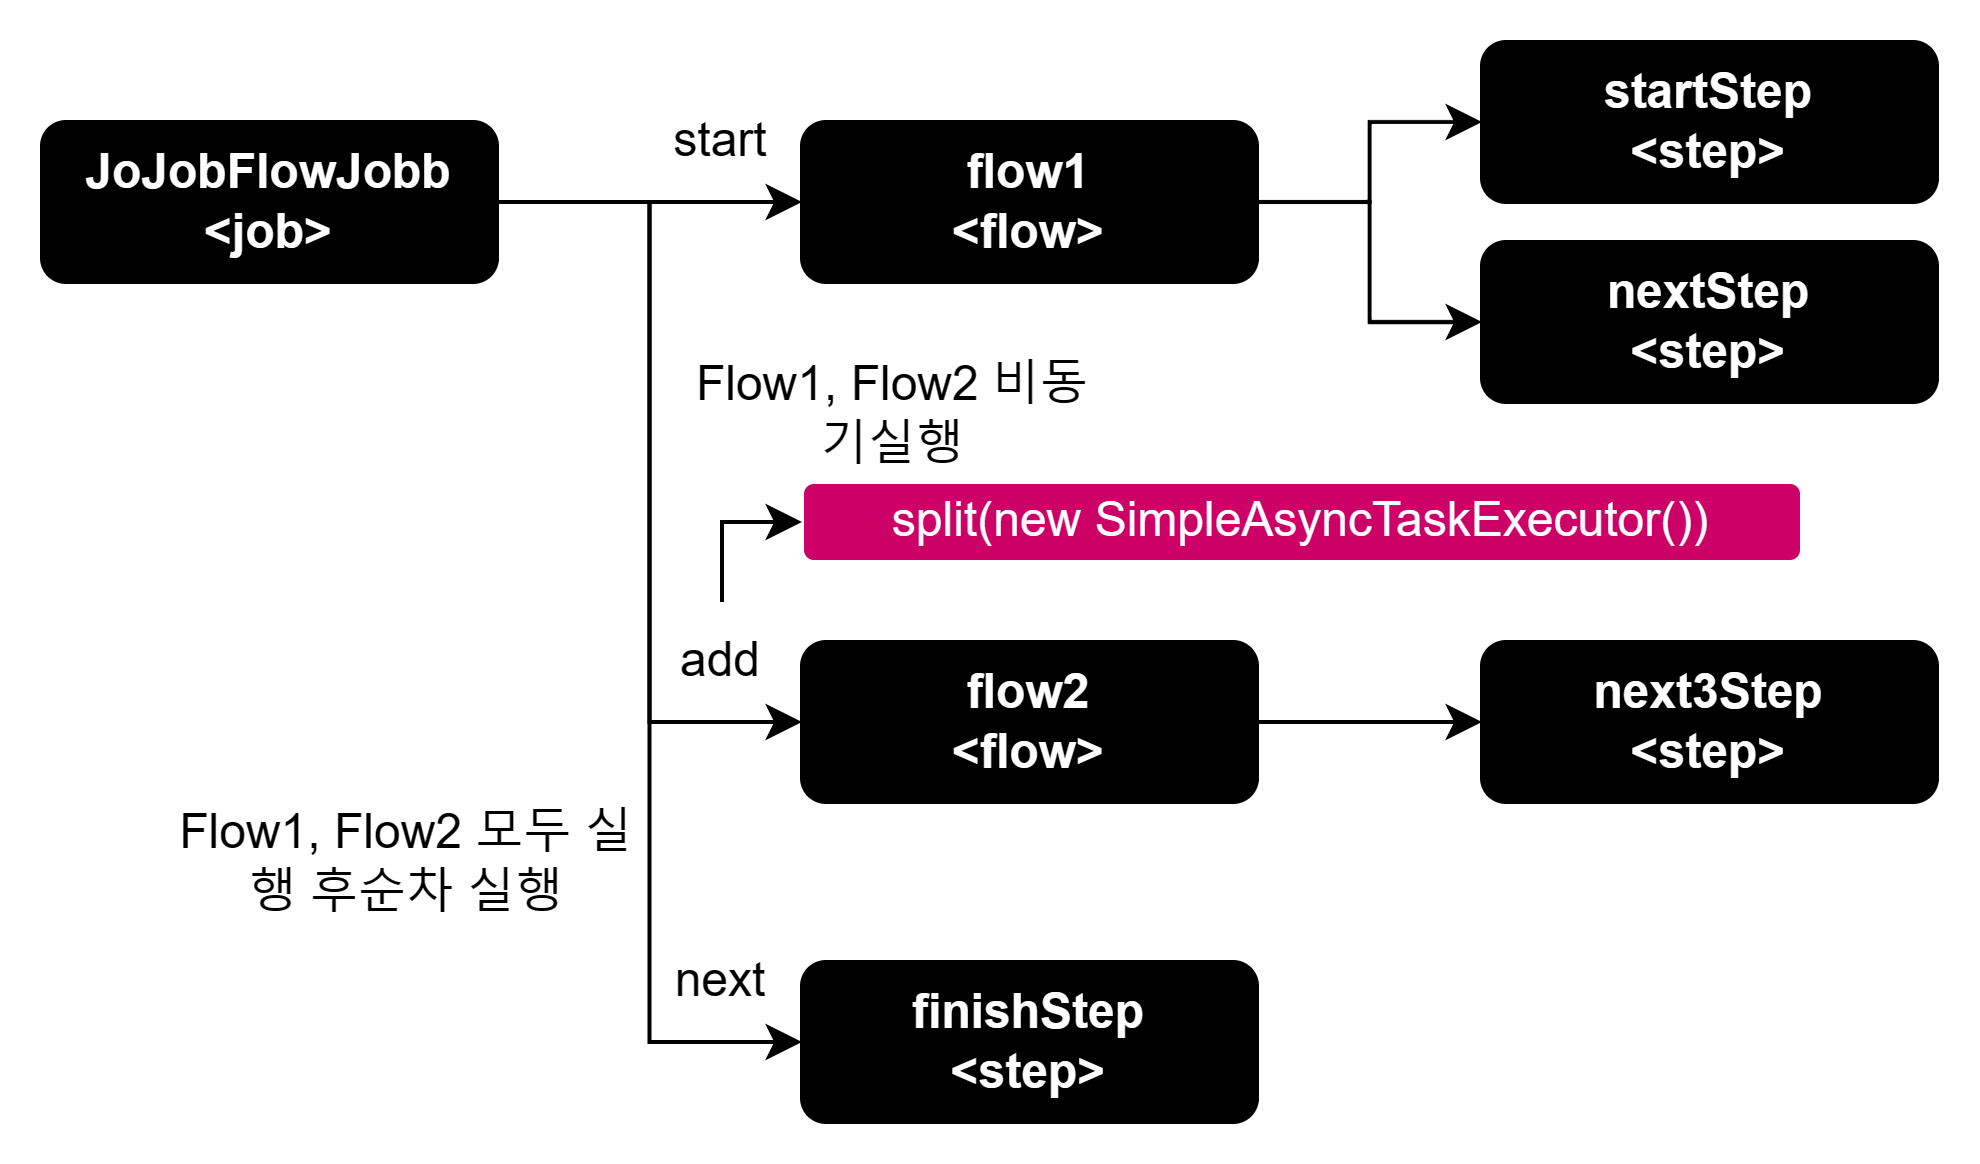 JoJobFlowJobb
<job>
start
flow1
<flow>
startStep
<step>
nextStep
<step>
Flow1, Flow2 비동
기실행
split(new SimpleAsyncTaskExecutor())
add
flow2
<flow>
next3Step
<step>
Flow1, Flow2 모두 실
행 후순차 실행
next
finishStep
<step>